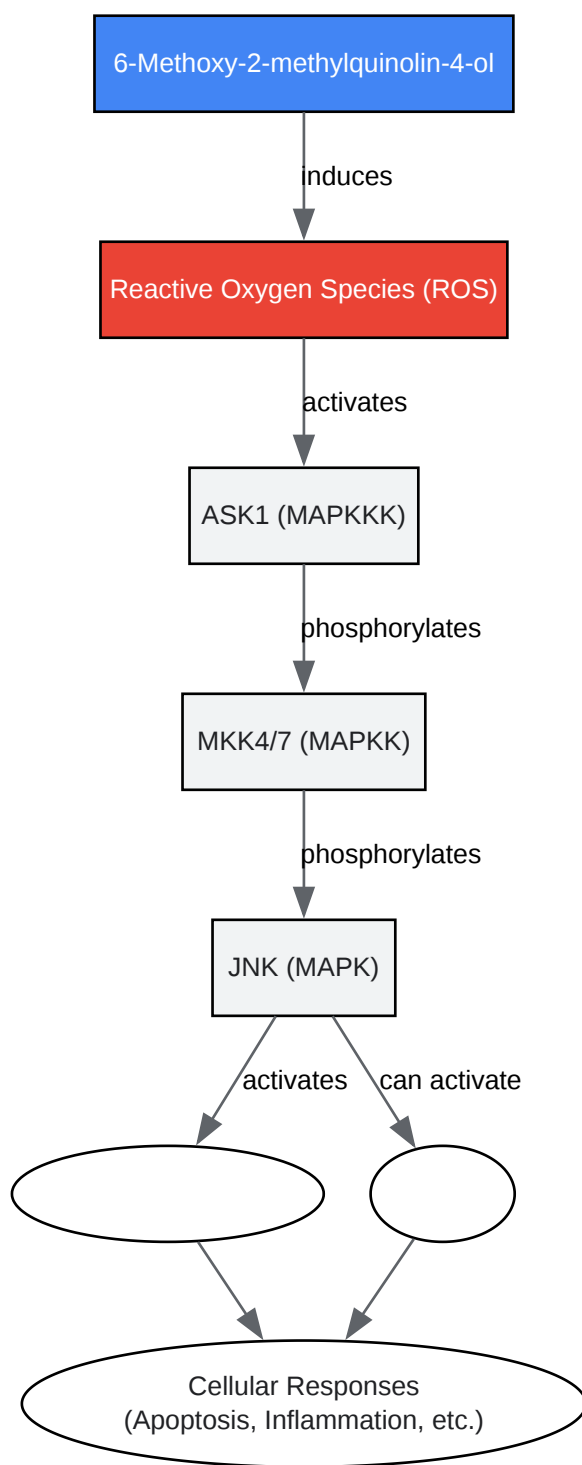 6-Methoxy-2-methylquinolin-4-ol
induces
Reactive Oxygen Species (ROS)
activates
ASK1 (MAPKKK)
phosphorylates
MKK4/7 (MAPKK)
phosphorylates
JNK (MAPK)
activates
can activate
Cellular Responses
(Apoptosis, Inflammation, etc.)